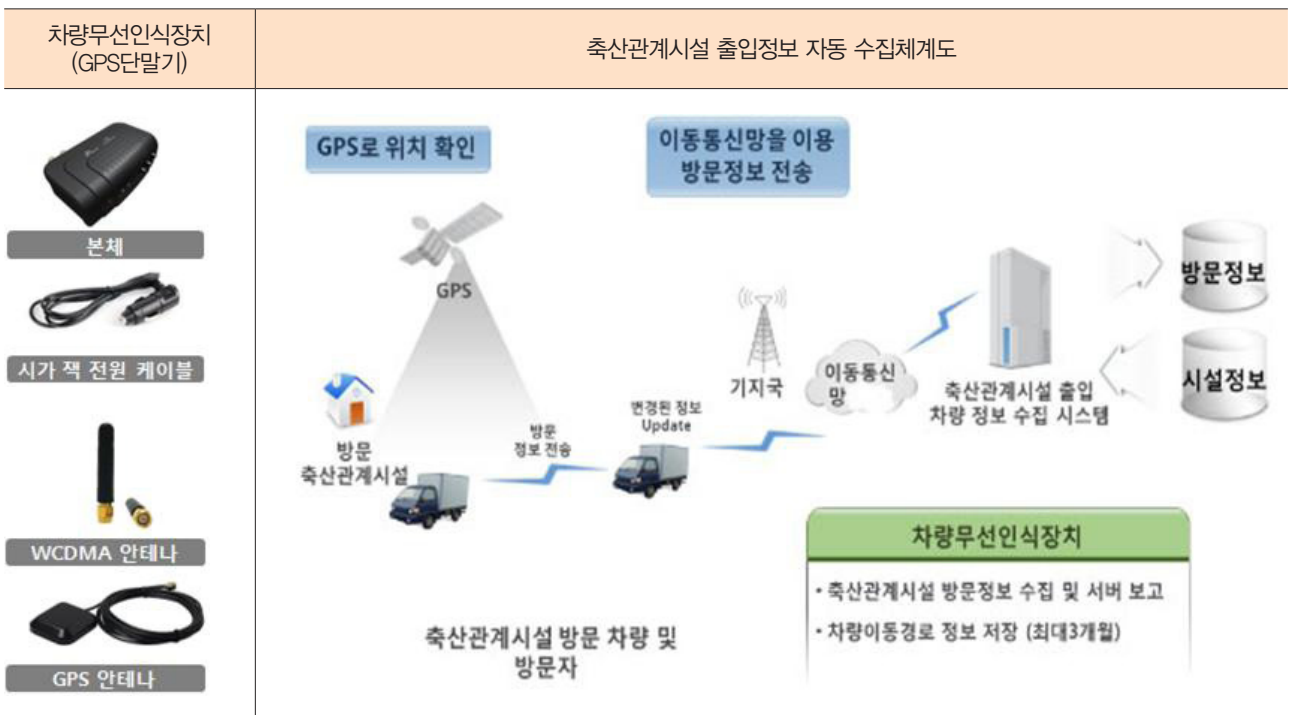 차량무선인식장치
(GPS단말기)
축산관계시설 출입정보 자동 수집체계도
본체
시가 잭 전원 케이블
WCDMA 안테나
GPS 안테나
GPS로 위치 확인
이동통신망을 이용
방문정보 전송
GPS
방문
축산관계시설
방문
정보 전송
변경된 정보
Update
기지국
이동통신
망
축산관계시설 출입
차량 정보 수집 시스템
방문정보
시설정보
축산관계시설 방문 차량 및
방문자
차량무선인식장치
• 축산관계시설 방문정보 수집 및 서버 보고
• 차량이동경로 정보 저장 (최대3개월)